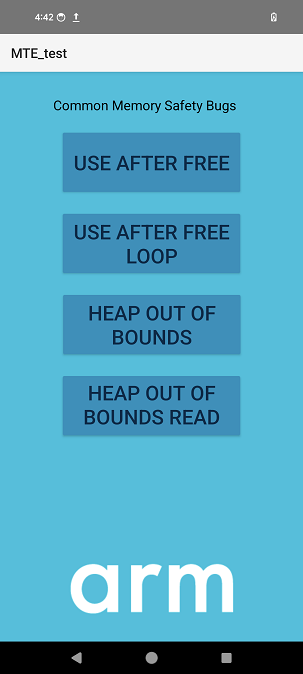 4:42
MTE_test
Common Memory Safety Bugs
USE AFTER FREE
USE AFTER FREE
LOOP
HEAP OUT OF
BOUNDS
HEAP OUT OF
BOUNDS READ
arm